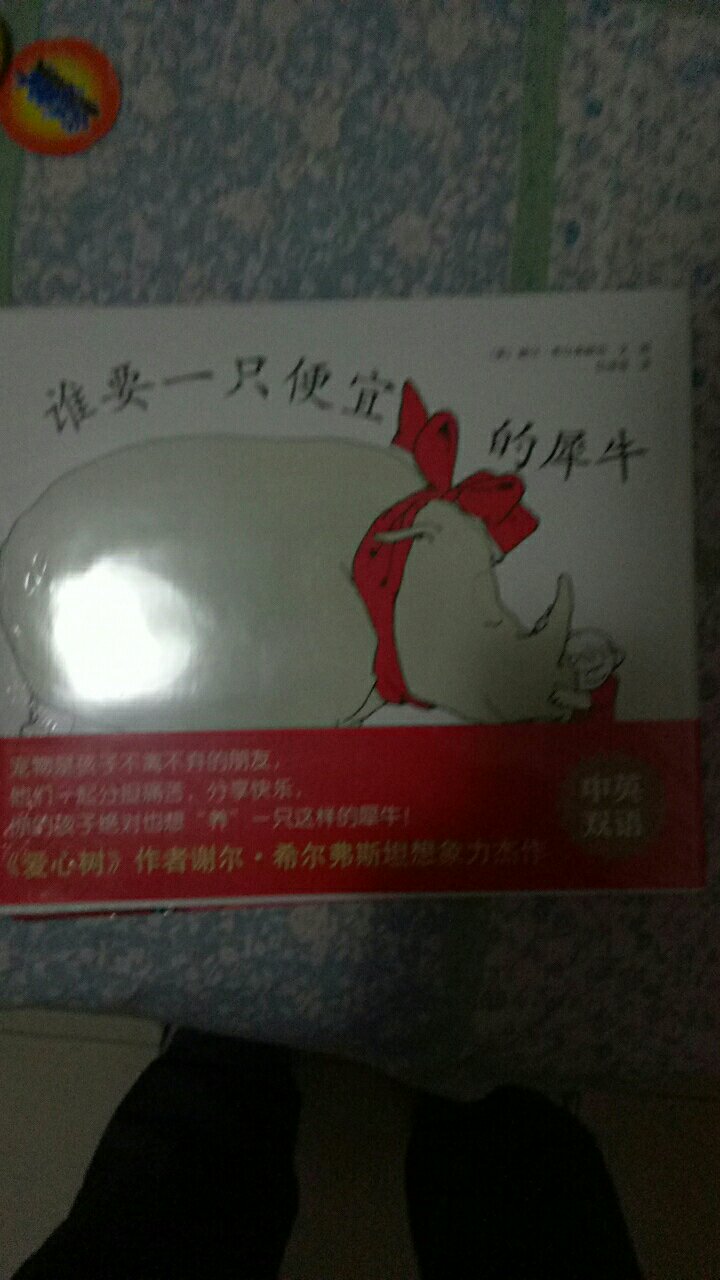 谁要一只便宜的犀牛
宠物是孩子不离不弃的朋友，
他们一起分担痛苦，分享快乐，
你的孩子绝对也想“养”一只这样的犀牛！
《爱心树》作者谢尔·希尔弗斯坦想象力杰作
中英
双语